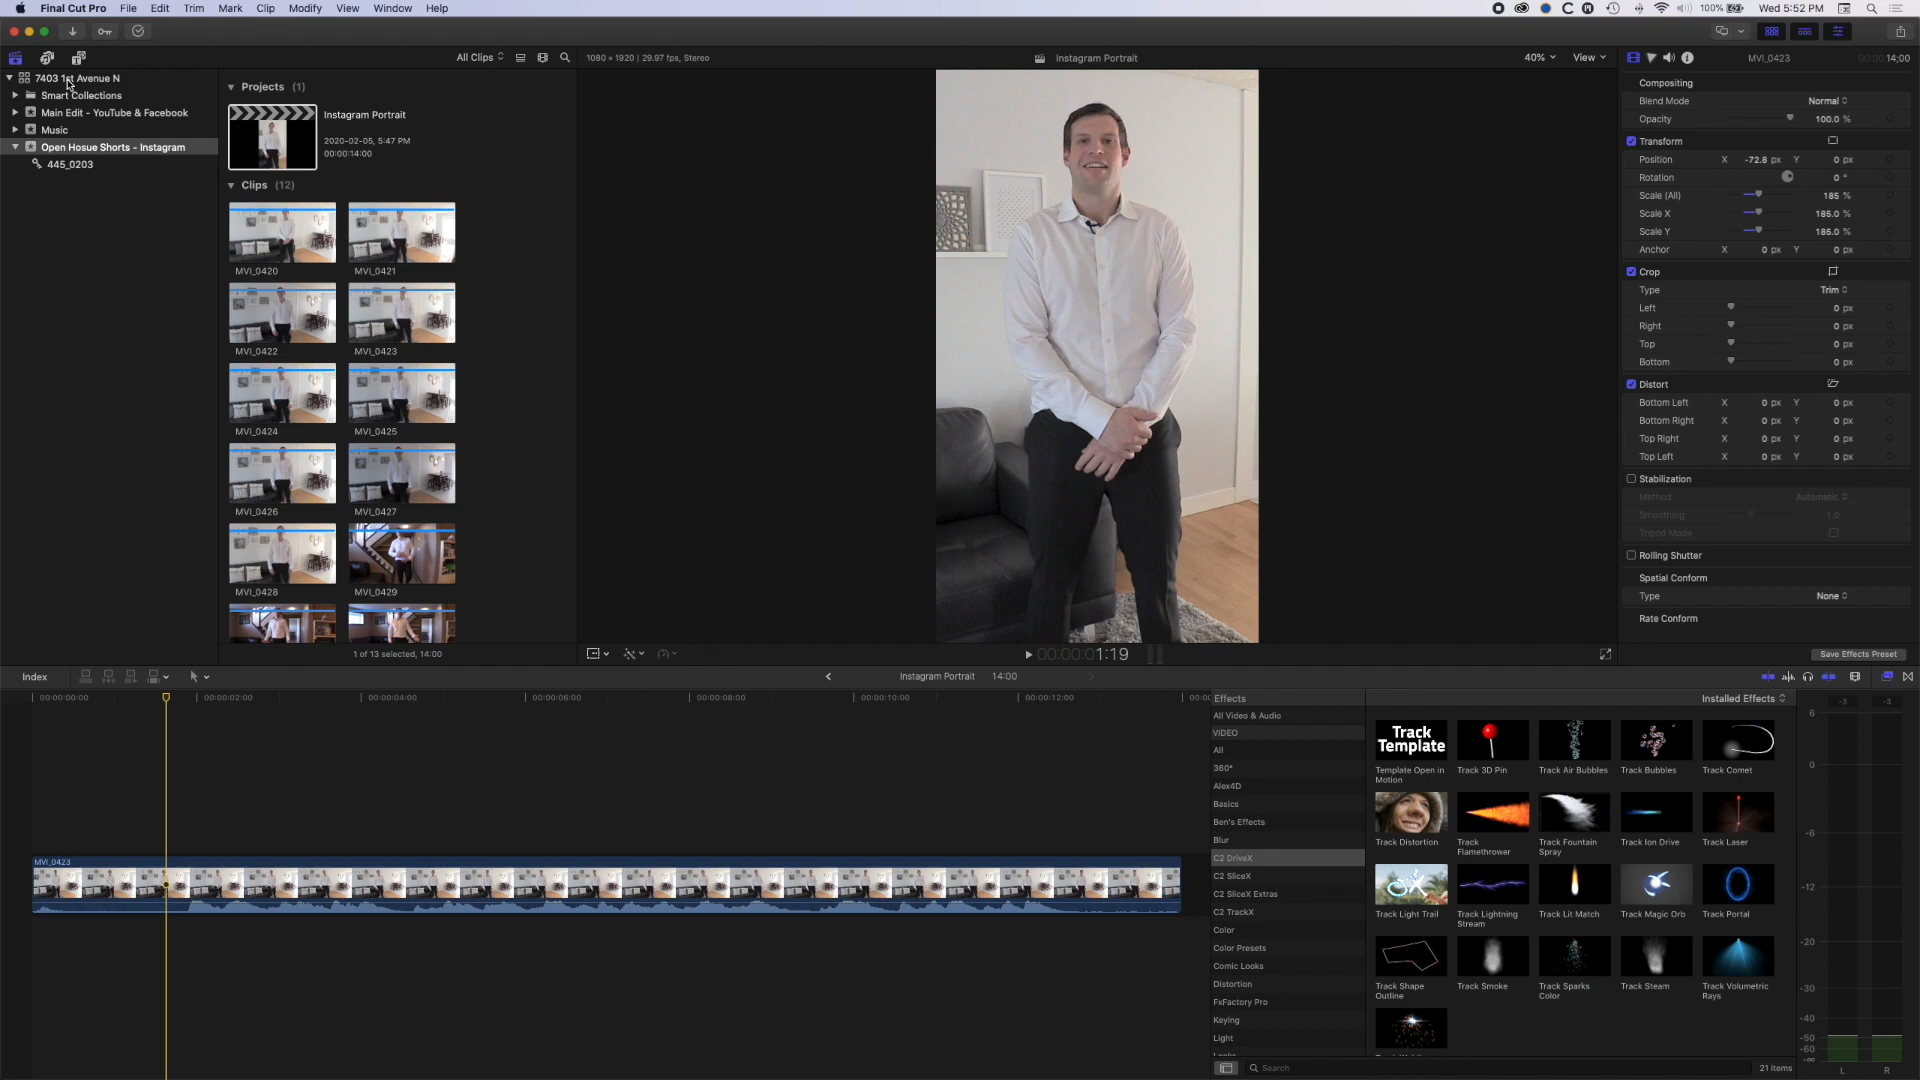 Final Cut Pro File Edit Trim Mark Clip Modify View Window Help
100% Wed 5:52 PM
All Clips
1080 × 1920 | 29.97 fps, Stereo
Instagram Portrait
40% View
MVI_0423
14;00
7403 1st Avenue N
Smart Collections
Main Edit - YouTube & Facebook
Music
Open Hosue Shorts - Instagram
445_0203
Projects (1)
Instagram Portrait
2020-02-05, 5:47 PM
00:00:14:00
Clips (12)
MVI_0420 MVI_0421
MVI_0422 MVI_0423
MVI_0424 MVI_0425
MVI_0426 MVI_0427
MVI_0428 MVI_0429
1 of 13 selected, 14:00
00:00:01:19
Compositing
Blend Mode Normal
Opacity 100.0 %
Transform
Position X -72.8 px Y 0 px
Rotation 0 °
Scale (All) 185 %
Scale X 185.0 %
Scale Y 185.0 %
Anchor X 0 px Y 0 px
Crop
Type Trim
Left 0 px
Right 0 px
Top 0 px
Bottom 0 px
Distort
Bottom Left X 0 px Y 0 px
Bottom Right X 0 px Y 0 px
Top Right X 0 px Y 0 px
Top Left X 0 px Y 0 px
Stabilization
Method Automatic
Smoothing 1.0
Tripod Mode
Rolling Shutter
Spatial Conform
Type None
Rate Conform
Save Effects Preset
Index
Instagram Portrait 14:00
00:00:00:00 00:00:02:00 00:00:04:00 00:00:06:00 00:00:08:00 00:00:10:00 00:00:12:00
MVI_0423
Effects
Installed Effects
All Video & Audio
VIDEO
All
360°
Alex4D
Basics
Ben's Effects
Blur
C2 DriveX
C2 SliceX
C2 SliceX Extras
C2 TrackX
Color
Color Presets
Comic Looks
Distortion
FxFactory Pro
Keying
Light
Track
Template
Template Open in Motion
Track 3D Pin
Track Air Bubbles
Track Bubbles
Track Comet
Track Distortion
Track Flamethrower
Track Fountain Spray
Track Ion Drive
Track Laser
Track Light Trail
Track Lightning Stream
Track Lit Match
Track Magic Orb
Track Portal
Track Shape Outline
Track Smoke
Track Sparks Color
Track Steam
Track Volumetric Rays
Search
21 items
-3 -3
6
0
-6
-12
-20
-30
-40
-50
-60
L R